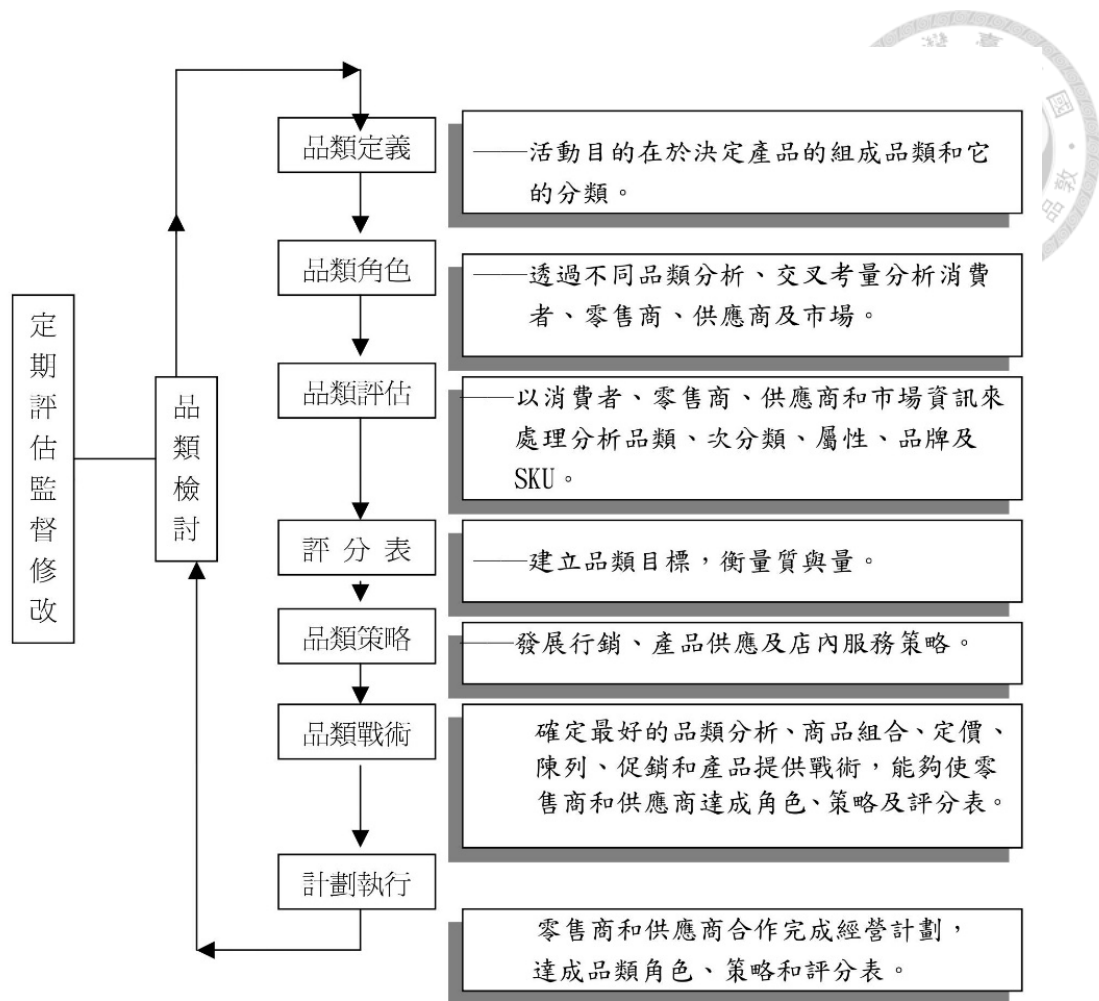 品類定義
——活動目的在於決定產品的組成品類和它
的分類。
品類角色
——透過不同品類分析、交叉考量分析消費
者、零售商、供應商及市場。
品類評估
——以消費者、零售商、供應商和市場資訊來
處理分析品類、次分類、屬性、品牌及
SKU。
評分表
——建立品類目標，衡量質與量。
品類策略
——發展行銷、產品供應及店內服務策略。
品類戰術
確定最好的品類分析、商品組合、定價、
陳列、促銷和產品提供戰術，能夠使零
售商和供應商達成角色、策略及評分表。
計劃執行
零售商和供應商合作完成經營計劃，
達成品類角色、策略和評分表。
品類檢討
定期評估監督修改
國
品
敦